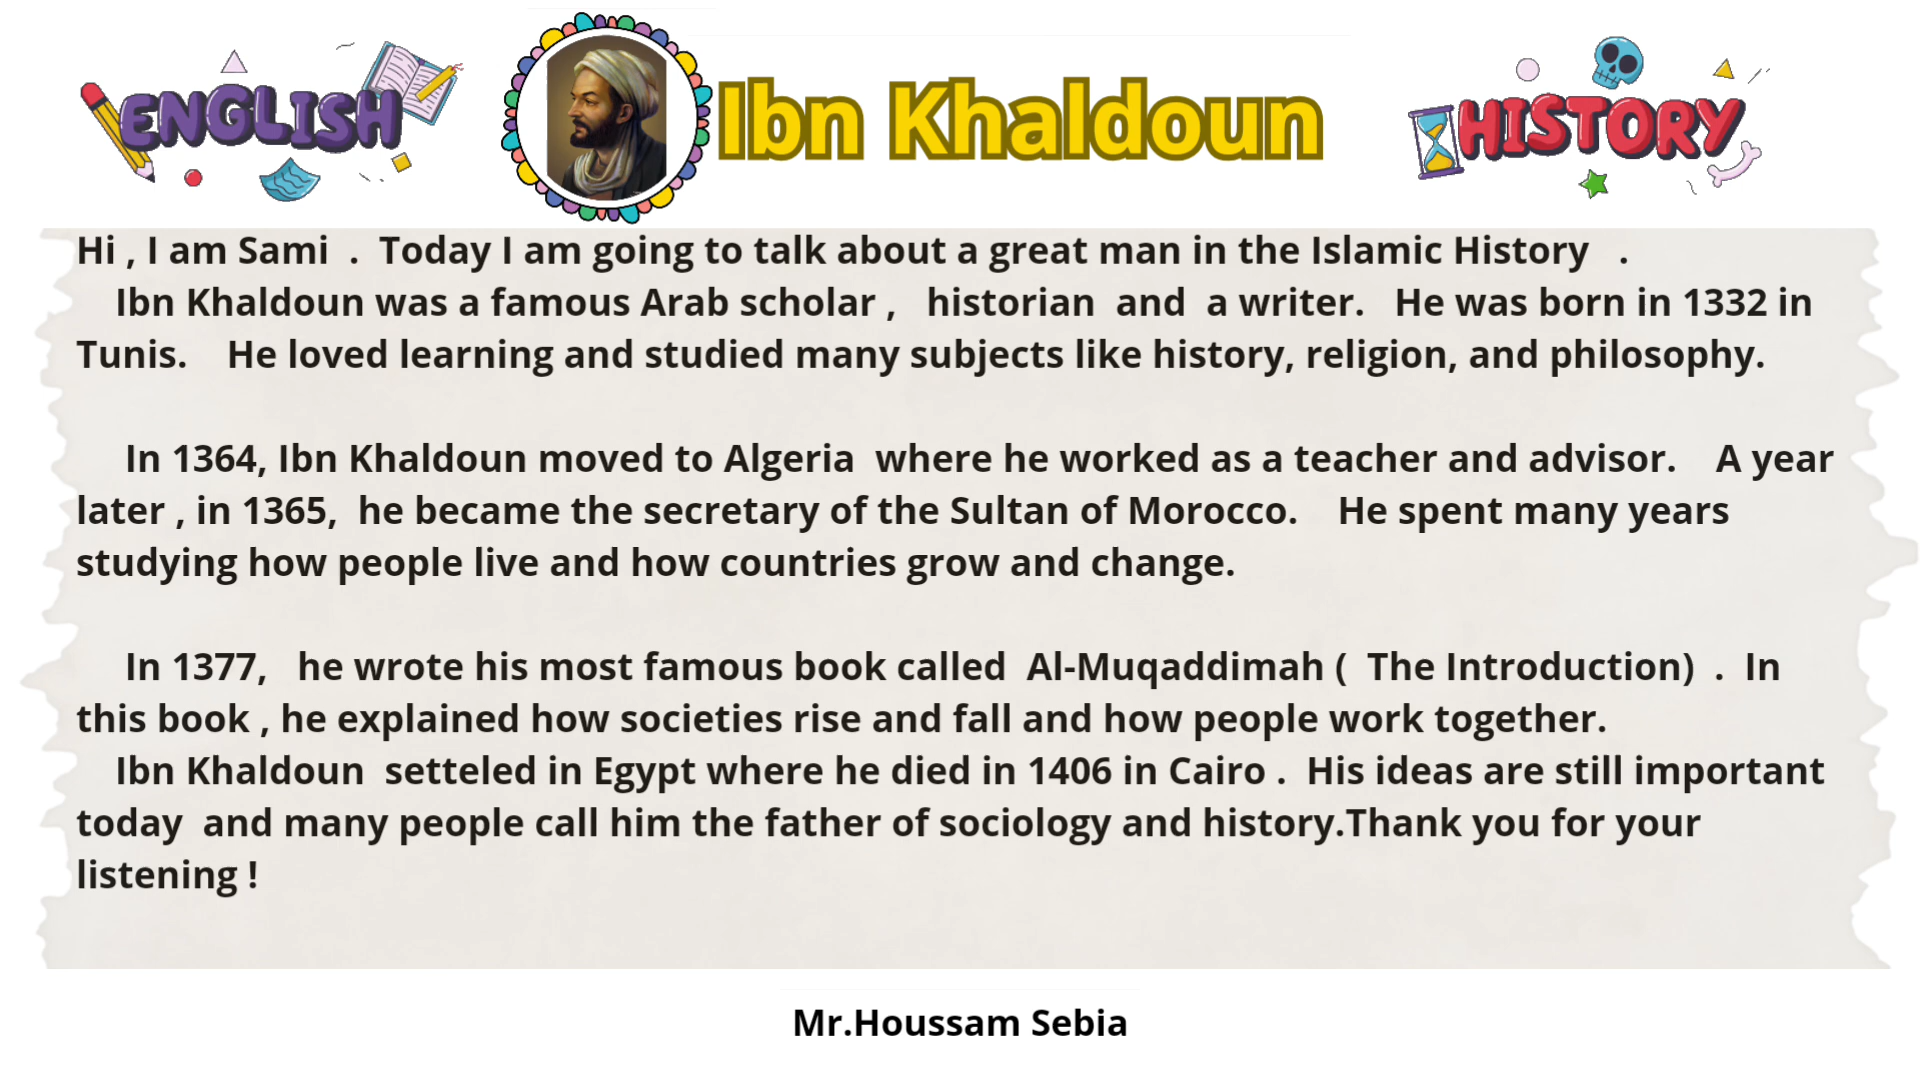 ENGLISH
Ibn Khaldoun
HISTORY
Hi , I am Sami . Today I am going to talk about a great man in the Islamic History .
Ibn Khaldoun was a famous Arab scholar , historian and a writer. He was born in 1332 in
Tunis. He loved learning and studied many subjects like history, religion, and philosophy.
In 1364, Ibn Khaldoun moved to Algeria where he worked as a teacher and advisor. A year
later , in 1365, he became the secretary of the Sultan of Morocco. He spent many years
studying how people live and how countries grow and change.
In 1377, he wrote his most famous book called Al-Muqaddimah ( The Introduction) . In
this book , he explained how societies rise and fall and how people work together.
Ibn Khaldoun setteled in Egypt where he died in 1406 in Cairo . His ideas are still important
today and many people call him the father of sociology and history.Thank you for your
listening !
Mr.Houssam Sebia